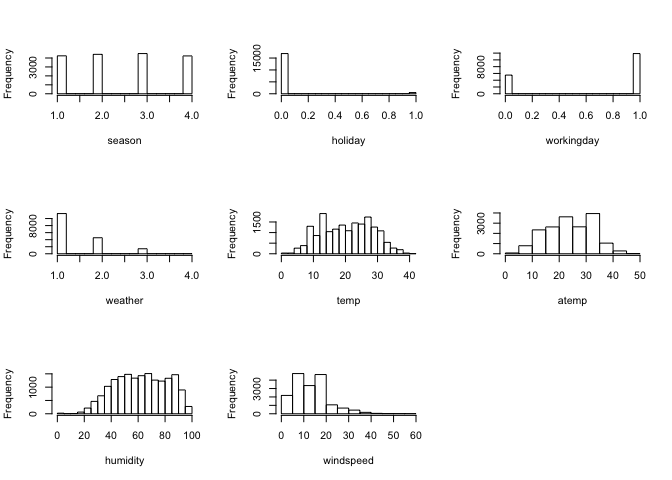 Frequency
0 3000
1.0 2.0 3.0 4.0
season
Frequency
0 15000
0.0 0.2 0.4 0.6 0.8 1.0
holiday
Frequency
0 8000
0.0 0.2 0.4 0.6 0.8 1.0
workingday
Frequency
0 8000
1.0 2.0 3.0 4.0
weather
Frequency
0 1500
0 10 20 30 40
temp
Frequency
0 3000
0 10 20 30 40 50
atemp
Frequency
0 1000
0 20 40 60 80 100
humidity
Frequency
0 3000
0 10 20 30 40 50 60
windspeed